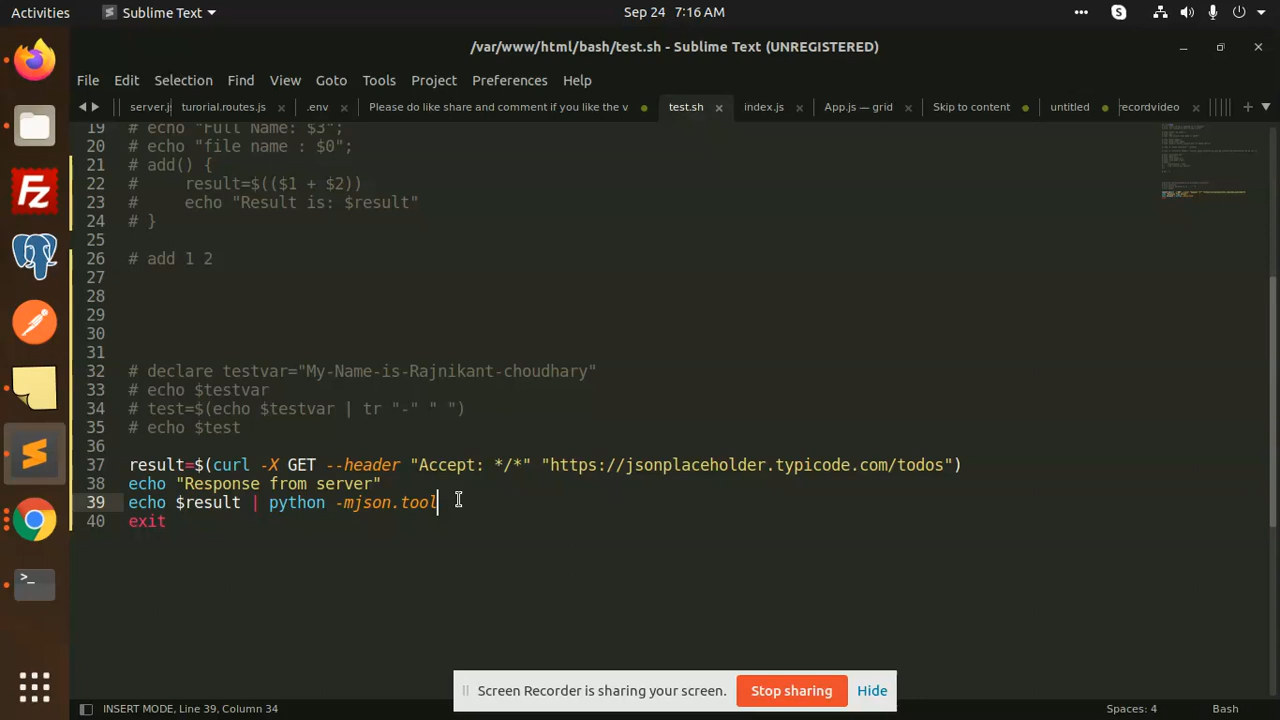 Activities
Sublime Text
Sep 24 7:16 AM
/var/www/html/bash/test.sh - Sublime Text (UNREGISTERED)
File Edit Selection Find View Goto Tools Project Preferences Help
server.j
turorial.routes.js
.env
Please do like share and comment if you like the v
test.sh
index.js
App.js — grid
Skip to content
untitled
recordvideo
19 # echo "Full Name: $3";
20 # echo "file name : $0";
21 # add() {
22 #     result=$(($1 + $2))
23 #     echo "Result is: $result"
24 # }
25
26 # add 1 2
27
28
29
30
31
32 # declare testvar="My-Name-is-Rajnikant-choudhary"
33 # echo $testvar
34 # test=$(echo $testvar | tr "-" " ")
35 # echo $test
36
37 result=$(curl -X GET --header "Accept: */*" "https://jsonplaceholder.typicode.com/todos")
38 echo "Response from server"
39 echo $result | python -mjson.tool
40 exit
Screen Recorder is sharing your screen.
Stop sharing
Hide
INSERT MODE, Line 39, Column 34
Spaces: 4
Bash